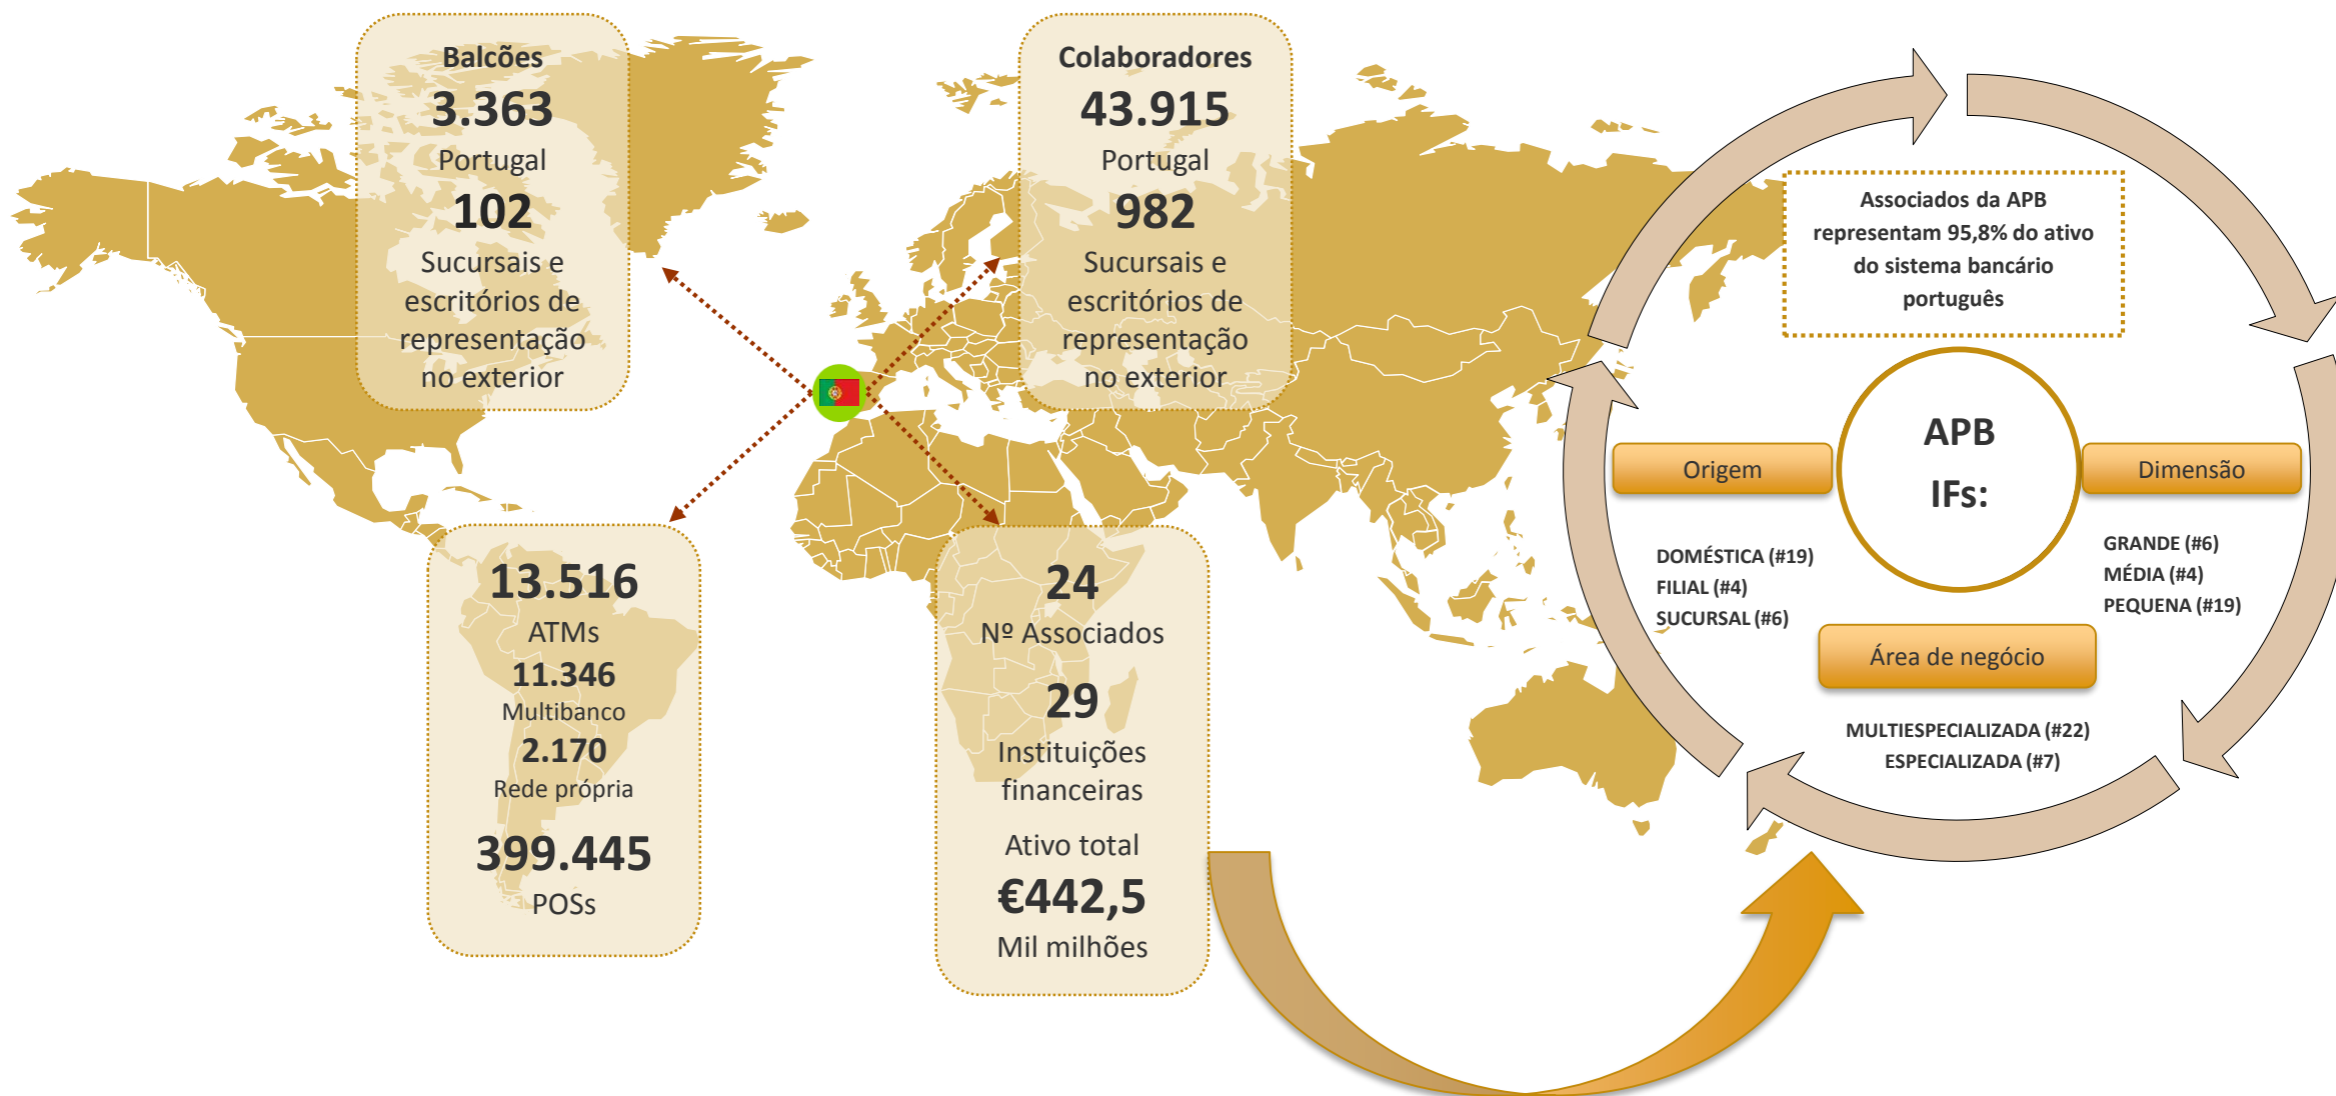 Balcões
3.363
Portugal
102
Sucursais e
escritórios de
representação
no exterior
Colaboradores
43.915
Portugal
982
Sucursais e
escritórios de
representação
no exterior
13.516
ATMs
11.346
Multibanco
2.170
Rede própria
399.445
POSs
24
Nº Associados
29
Instituições
financeiras
Ativo total
€442,5
Mil milhões
Associados da APB
representam 95,8% do ativo
do sistema bancário
português
APB
IFs:
Origem
DOMÉSTICA (#19)
FILIAL (#4)
SUCURSAL (#6)
Dimensão
GRANDE (#6)
MÉDIA (#4)
PEQUENA (#19)
Área de negócio
MULTIESPECIALIZADA (#22)
ESPECIALIZADA (#7)